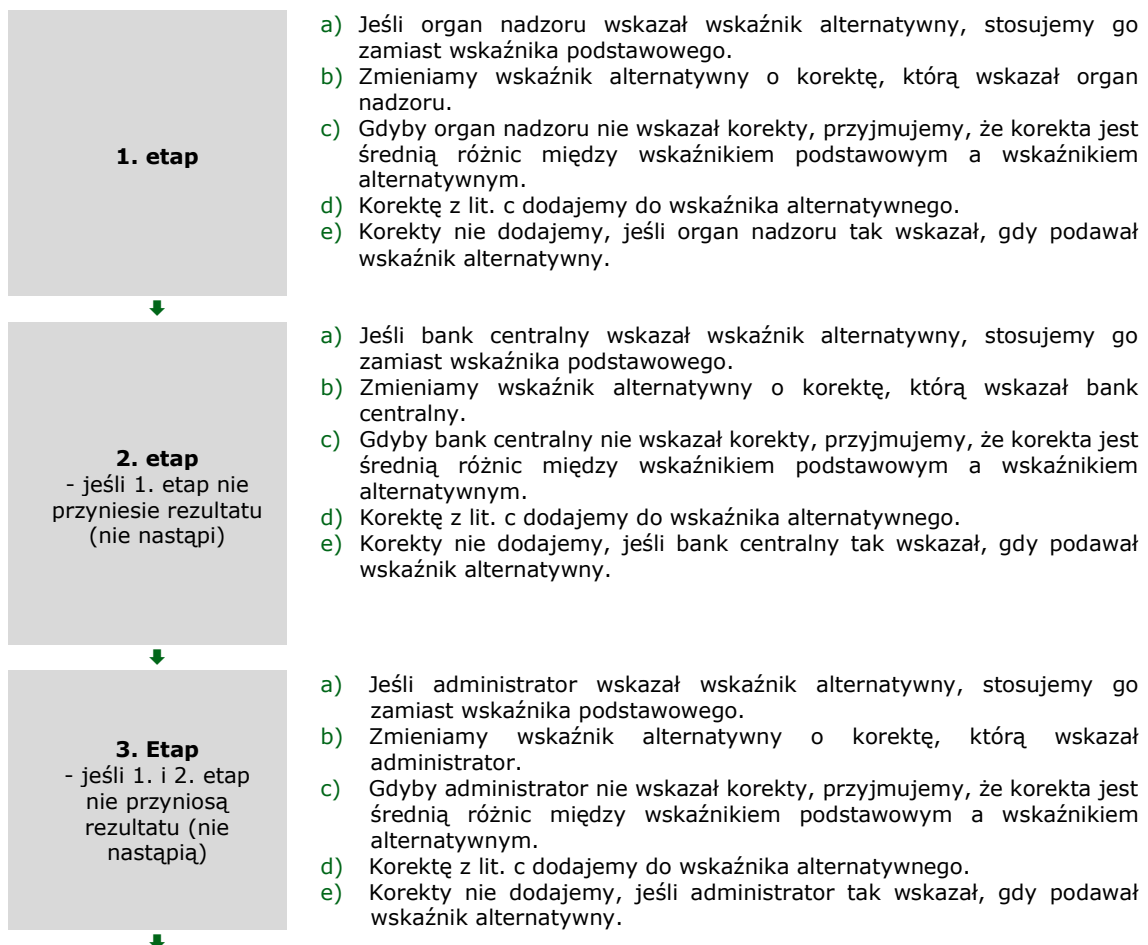 1. etap
a) Jeśli organ nadzoru wskazał wskaźnik alternatywny, stosujemy go
zamiast wskaźnika podstawowego.
b) Zmieniamy wskaźnik alternatywny o korektę, którą wskazał organ
nadzoru.
c) Gdyby organ nadzoru nie wskazał korekty, przyjmujemy, że korekta jest
średnią różnic między wskaźnikiem podstawowym a wskaźnikiem
alternatywnym.
d) Korektę z lit. c dodajemy do wskaźnika alternatywnego.
e) Korekty nie dodajemy, jeśli organ nadzoru tak wskazał, gdy podawał
wskaźnik alternatywny.
2. etap
- jeśli 1. etap nie
przyniesie rezultatu
(nie nastąpi)
a) Jeśli bank centralny wskazał wskaźnik alternatywny, stosujemy go
zamiast wskaźnika podstawowego.
b) Zmieniamy wskaźnik alternatywny o korektę, którą wskazał bank
centralny.
c) Gdyby bank centralny nie wskazał korekty, przyjmujemy, że korekta jest
średnią różnic między wskaźnikiem podstawowym a wskaźnikiem
alternatywnym.
d) Korektę z lit. c dodajemy do wskaźnika alternatywnego.
e) Korekty nie dodajemy, jeśli bank centralny tak wskazał, gdy podawał
wskaźnik alternatywny.
3. Etap
- jeśli 1. i 2. etap
nie przyniosą
rezultatu (nie
nastąpią)
a) Jeśli administrator wskazał wskaźnik alternatywny, stosujemy go
zamiast wskaźnika podstawowego.
b) Zmieniamy wskaźnik alternatywny o korektę, którą wskazał
administrator.
c) Gdyby administrator nie wskazał korekty, przyjmujemy, że korekta jest
średnią różnic między wskaźnikiem podstawowym a wskaźnikiem
alternatywnym.
d) Korektę z lit. c dodajemy do wskaźnika alternatywnego.
e) Korekty nie dodajemy, jeśli administrator tak wskazał, gdy podawał
wskaźnik alternatywny.